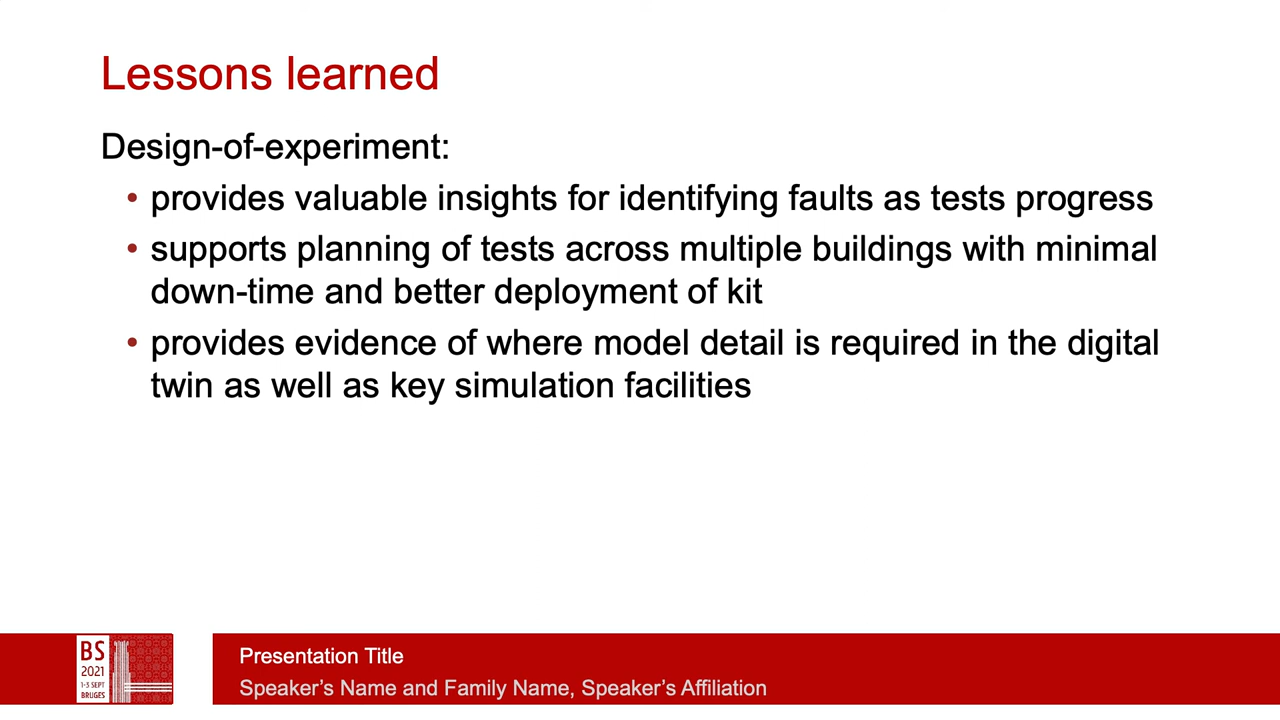 Lessons learned
Design-of-experiment:
• provides valuable insights for identifying faults as tests progress
• supports planning of tests across multiple buildings with minimal
down-time and better deployment of kit
• provides evidence of where model detail is required in the digital
twin as well as key simulation facilities
BS
2021
1-3 SEPT
BRUGES
Presentation Title
Speaker’s Name and Family Name, Speaker’s Affiliation